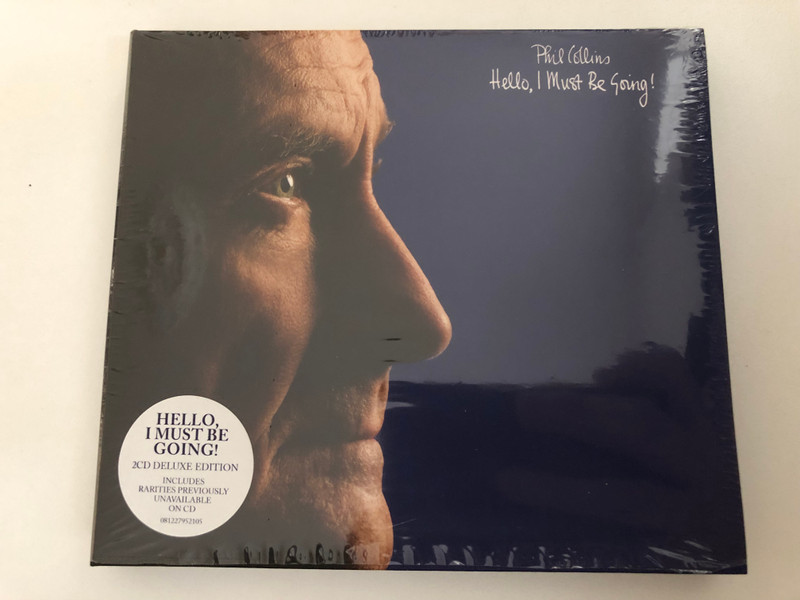 Phil Collins
Hello, I Must Be Going!
HELLO,
I MUST BE
GOING!
2CD DELUXE EDITION
INCLUDES
RARITIES PREVIOUSLY
UNAVAILABLE
ON CD
081227952105